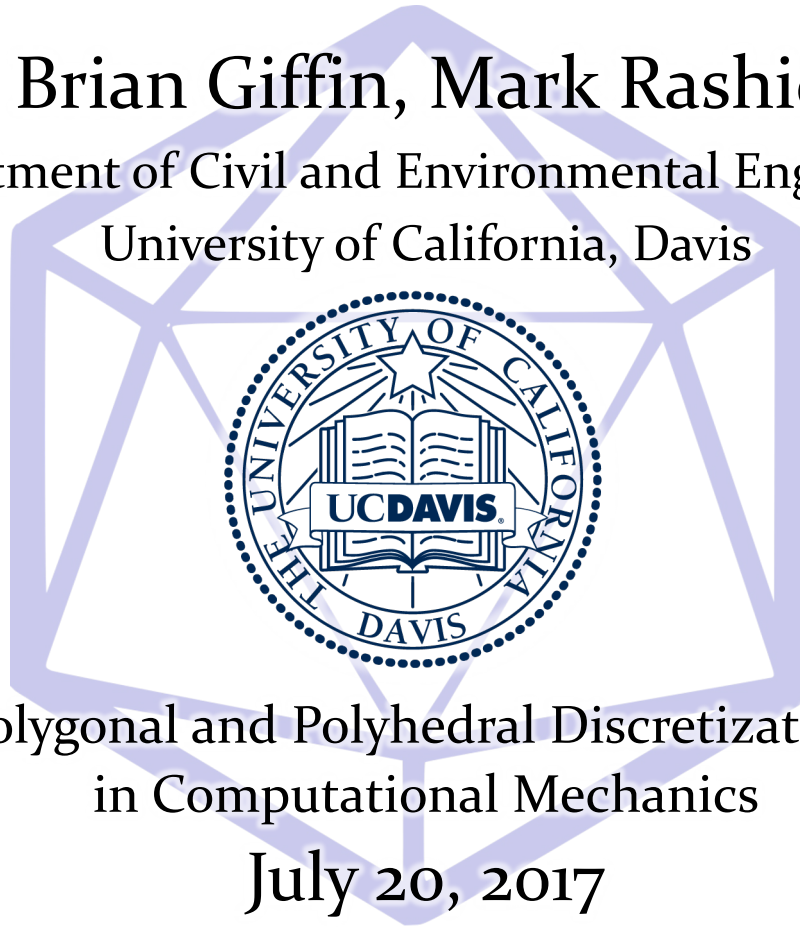 Brian Giffin, Mark Rashi
tment of Civil and Environmental Eng
University of California, Davis
THE UNIVERSITY OF CALIFORNIA
UCDAVIS®
DAVIS
olygonal and Polyhedral Discretizat
in Computational Mechanics
July 20, 2017